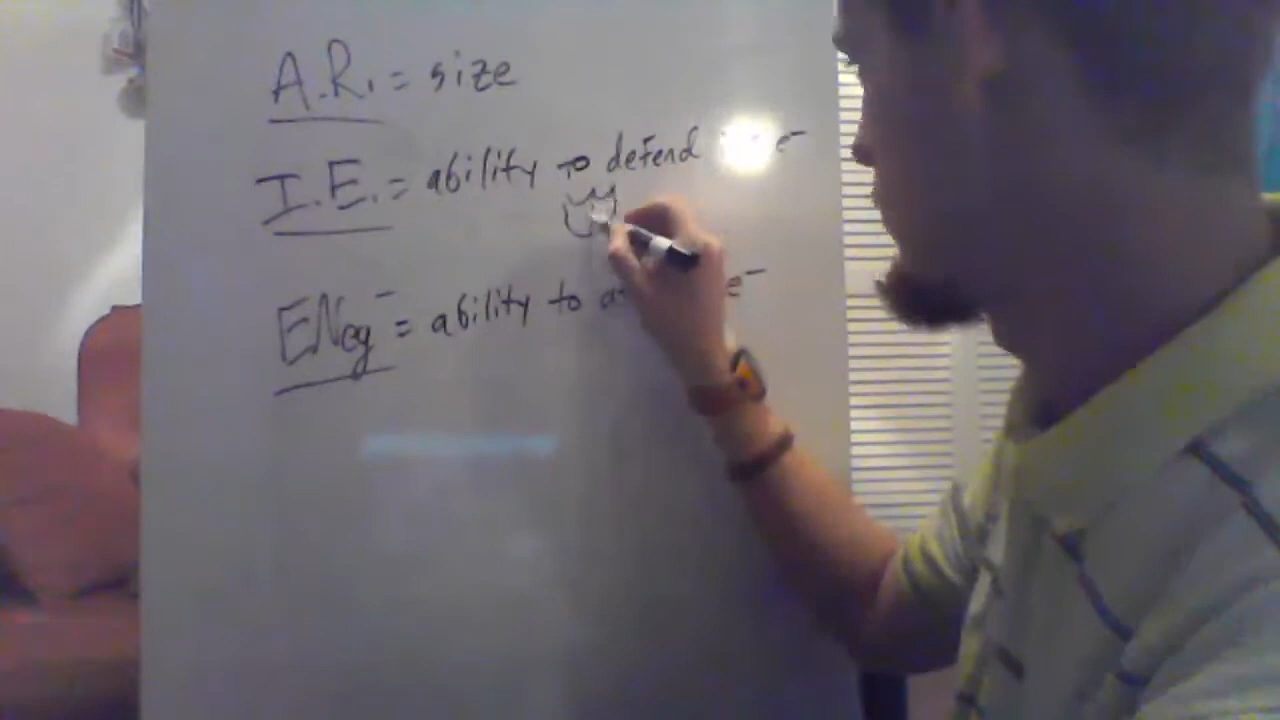 A.R. = size
I.E. = ability to defend e⁻
ENeg⁻ = ability to e⁻